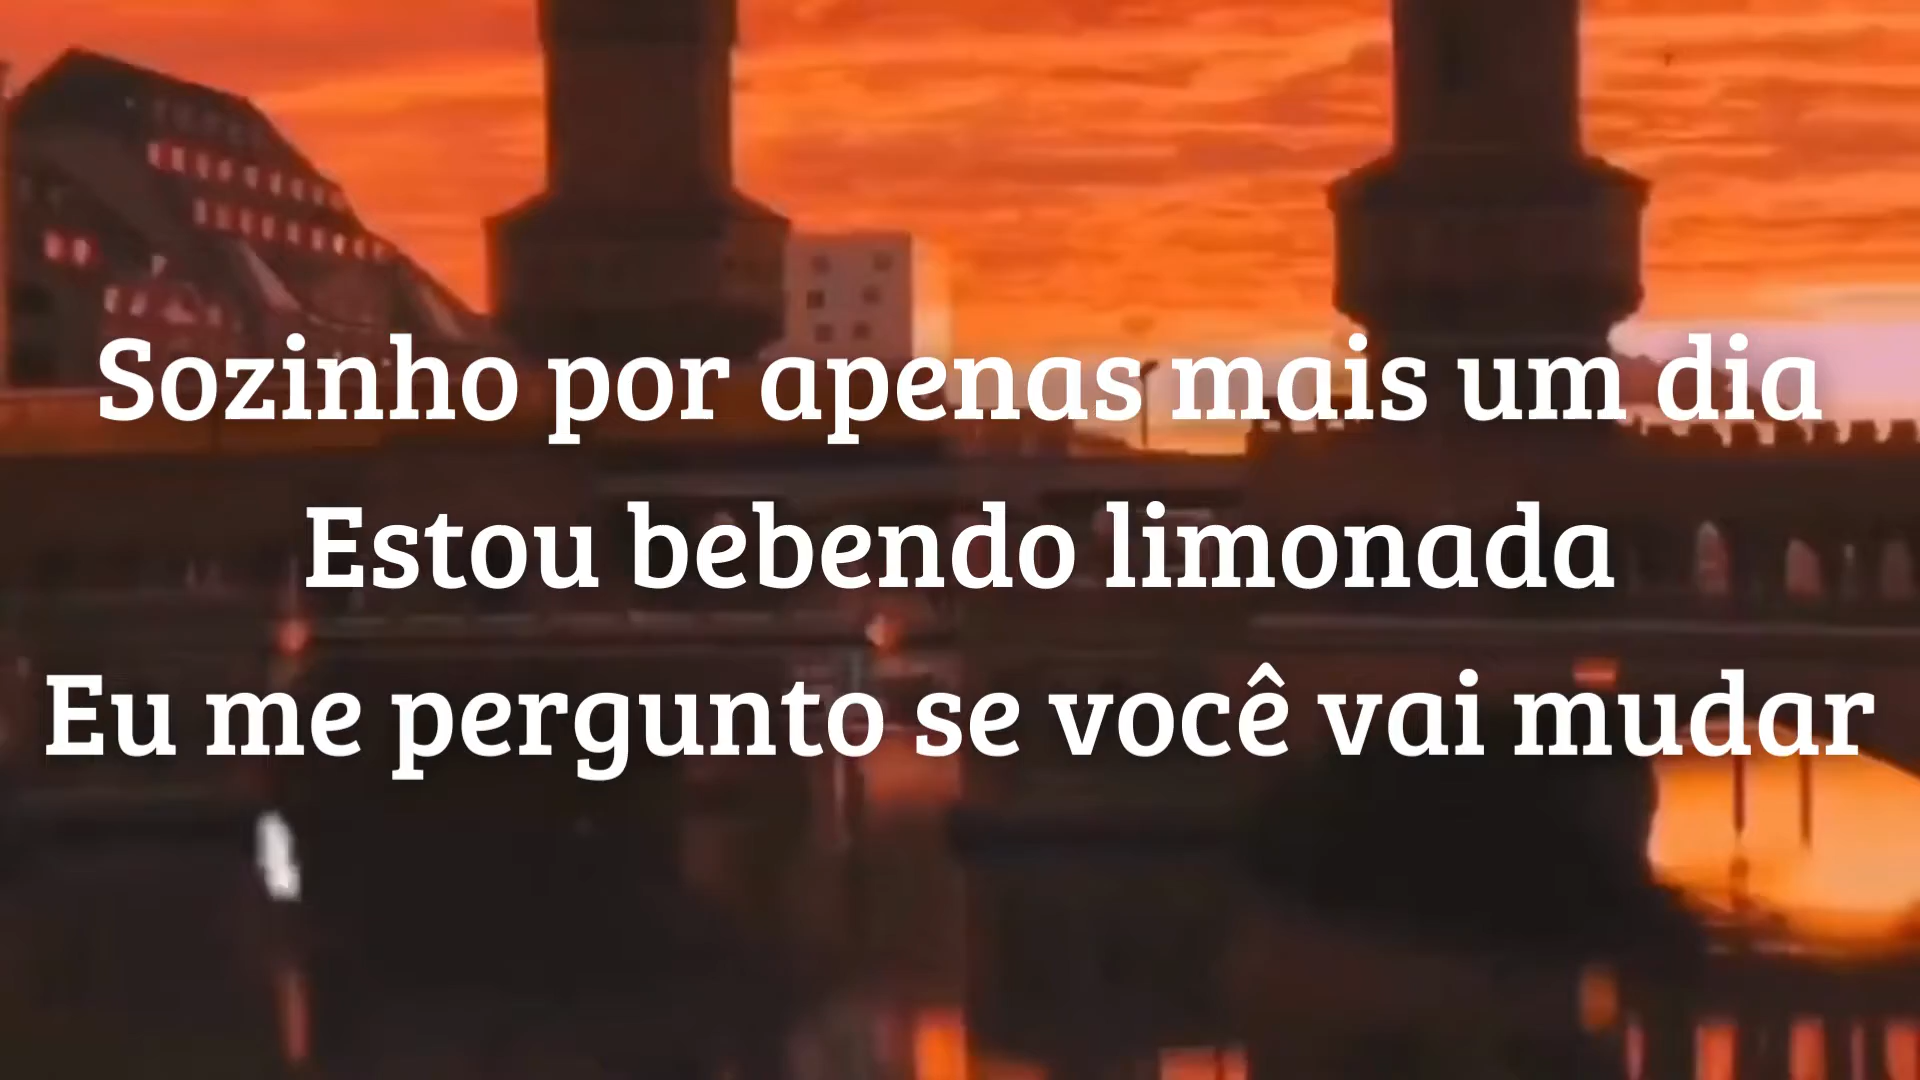 Sozinho por apenas mais um dia
Estou bebendo limonada
Eu me pergunto se você vai mudar